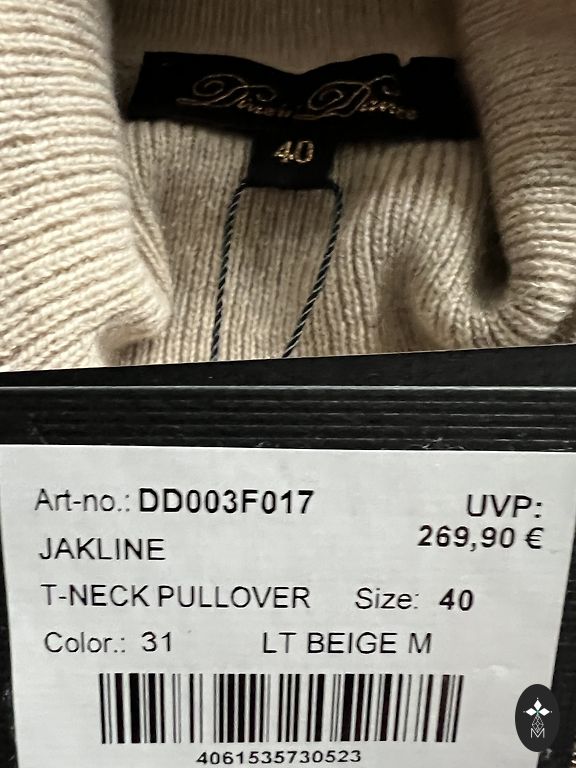 40
Art-no.: DD003F017
UVP:
269,90 €
JAKLINE
T-NECK PULLOVER Size: 40
Color.: 31 LT BEIGE M
4061535730523